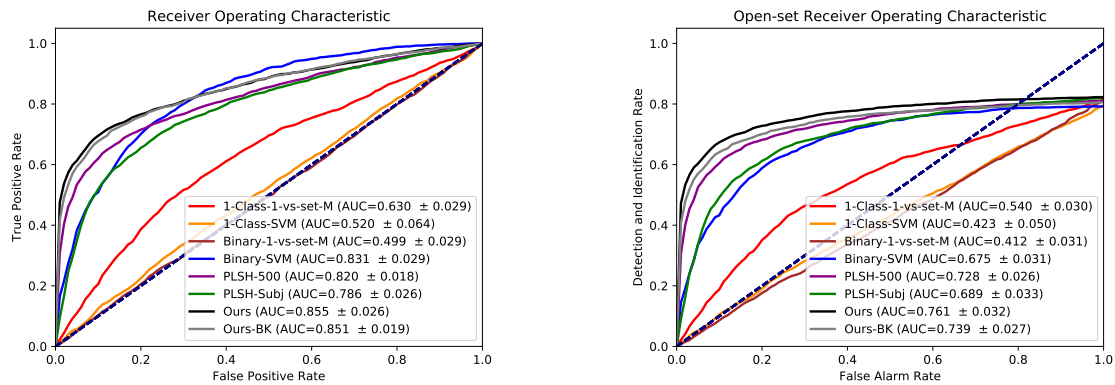 Receiver Operating Characteristic
True Positive Rate
1.0
0.8
0.6
0.4
0.2
0.0
1-Class-1-vs-set-M (AUC=0.630 ± 0.029)
1-Class-SVM (AUC=0.520 ± 0.064)
Binary-1-vs-set-M (AUC=0.499 ± 0.029)
Binary-SVM (AUC=0.831 ± 0.029)
PLSH-500 (AUC=0.820 ± 0.018)
PLSH-Subj (AUC=0.786 ± 0.026)
Ours (AUC=0.855 ± 0.026)
Ours-BK (AUC=0.851 ± 0.019)
0.0 0.2 0.4 0.6 0.8 1.0
False Positive Rate
Open-set Receiver Operating Characteristic
Detection and Identification Rate
1.0
0.8
0.6
0.4
0.2
0.0
1-Class-1-vs-set-M (AUC=0.540 ± 0.030)
1-Class-SVM (AUC=0.423 ± 0.050)
Binary-1-vs-set-M (AUC=0.412 ± 0.031)
Binary-SVM (AUC=0.675 ± 0.031)
PLSH-500 (AUC=0.728 ± 0.026)
PLSH-Subj (AUC=0.689 ± 0.033)
Ours (AUC=0.761 ± 0.032)
Ours-BK (AUC=0.739 ± 0.027)
0.0 0.2 0.4 0.6 0.8 1.0
False Alarm Rate